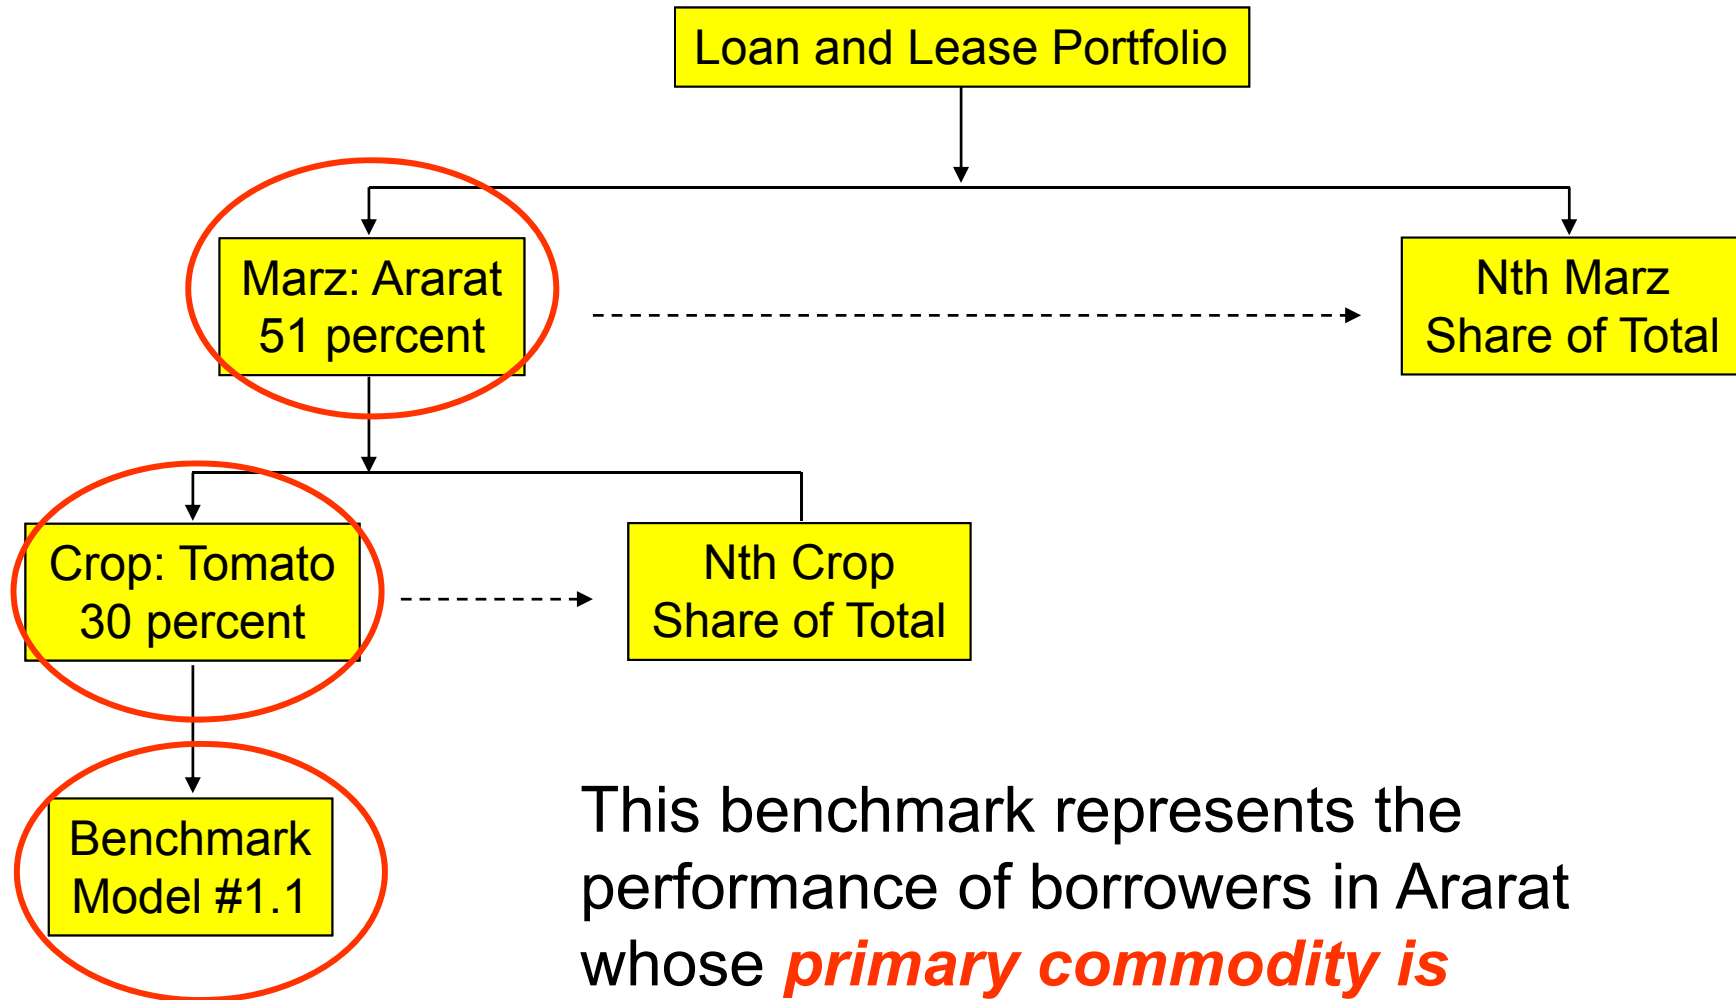 Loan and Lease Portfolio
Marz: Ararat
51 percent
Nth Marz
Share of Total
Crop: Tomato
30 percent
Nth Crop
Share of Total
Benchmark
Model #1.1
This benchmark represents the
performance of borrowers in Ararat
whose primary commodity is